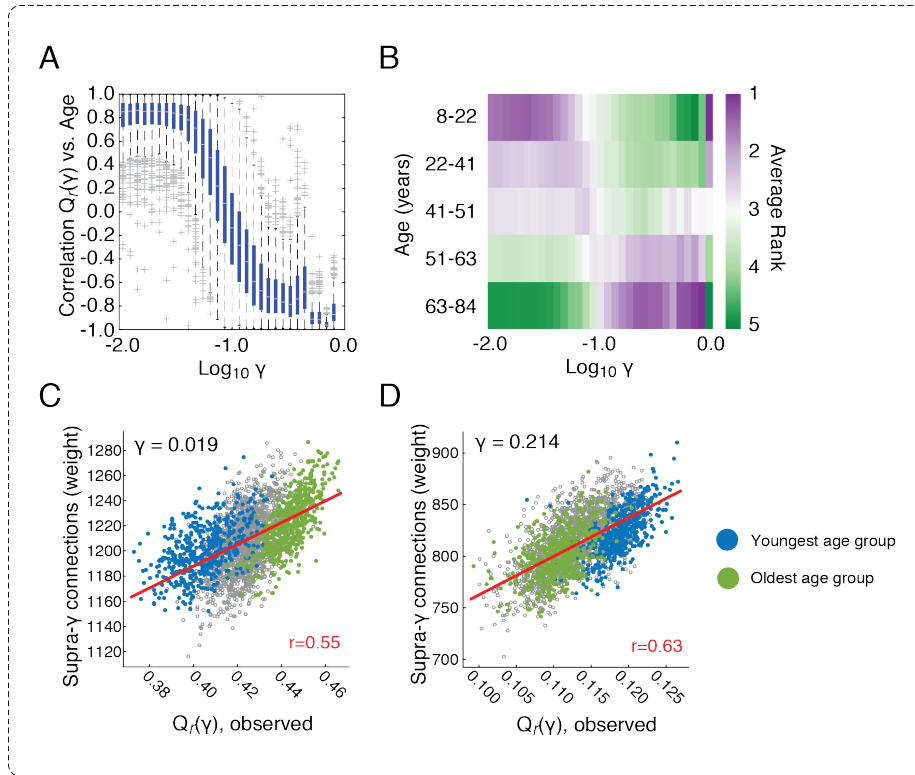 A
Correlation Qᵣ(γ) vs. Age
1.0
0.8
0.6
0.4
0.2
0.0
-0.2
-0.4
-0.6
-0.8
-1.0
-2.0 -1.0 0.0
Log₁₀ γ
B
Age (years)
8-22
22-41
41-51
51-63
63-84
-2.0 -1.0 0.0
Log₁₀ γ
1
2
3
4
5
Average Rank
C
Supra-γ connections (weight)
γ = 0.019
1280
1260
1240
1220
1200
1180
1160
1140
1120
r=0.55
0.38 0.40 0.42 0.44 0.46
Qᵣ(γ), observed
D
Supra-γ connections (weight)
γ = 0.214
900
850
800
750
700
r=0.63
0.100 0.105 0.110 0.115 0.120 0.125
Qᵣ(γ), observed
Youngest age group
Oldest age group